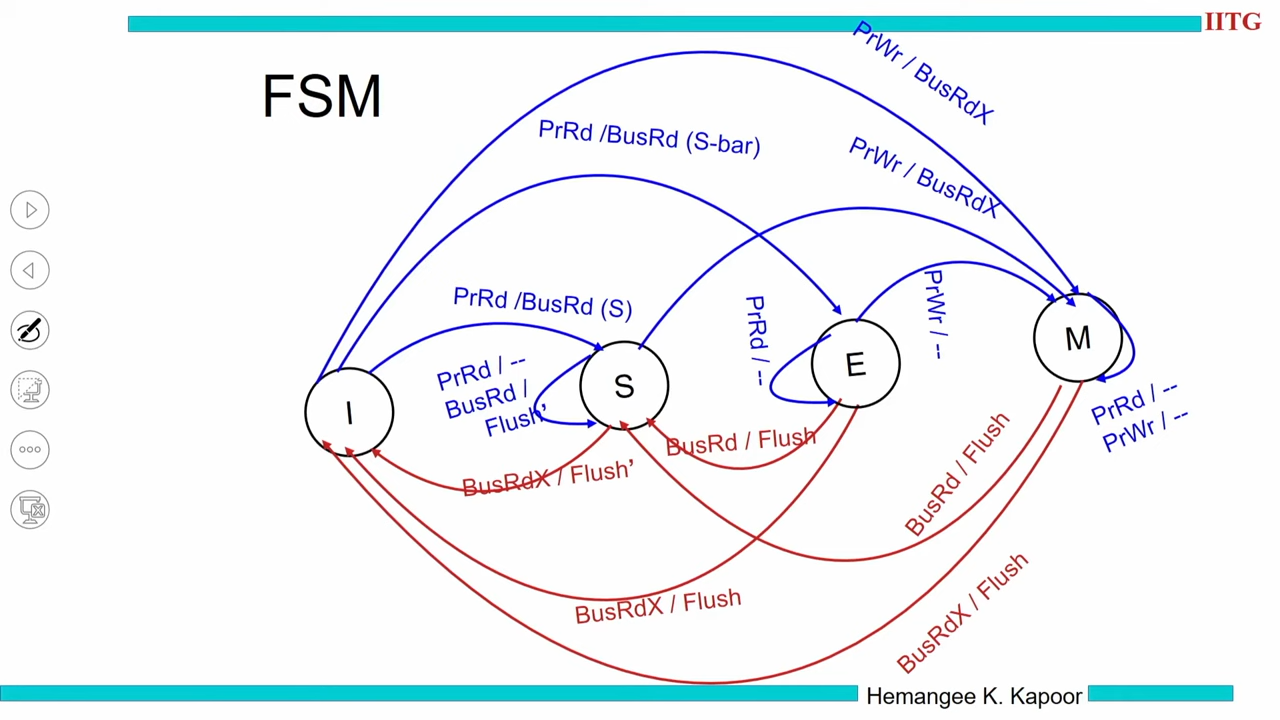 IITG
FSM
PrWr / BusRdX
PrRd /BusRd (S-bar)
PrWr / BusRdX
PrRd /BusRd (S)
PrRd / --
BusRd /
Flush’
PrRd / --
PrWr / --
I
S
E
M
PrRd / --
PrWr / --
BusRdX / Flush’
BusRd / Flush
BusRd / Flush
BusRdX / Flush
BusRdX / Flush
Hemangee K. Kapoor